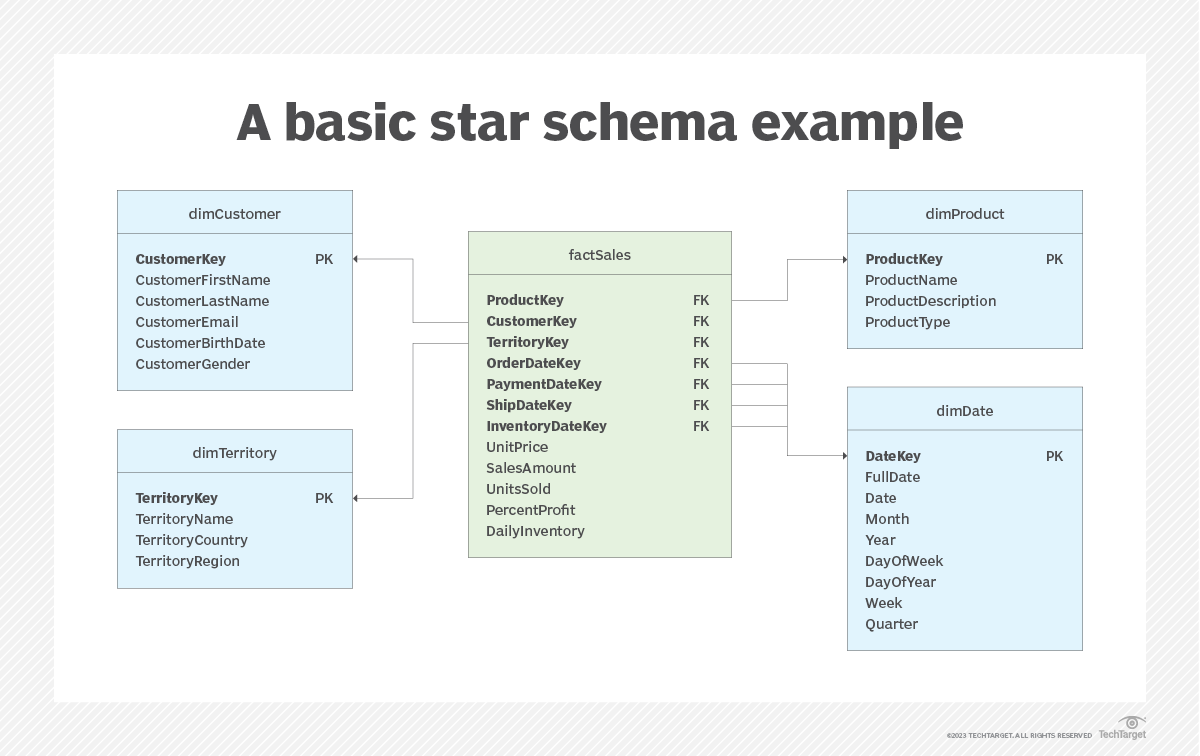 A basic star schema example
dimCustomer
CustomerKey PK
CustomerFirstName
CustomerLastName
CustomerEmail
CustomerBirthDate
CustomerGender
dimTerritory
TerritoryKey PK
TerritoryName
TerritoryCountry
TerritoryRegion
factSales
ProductKey FK
CustomerKey FK
TerritoryKey FK
OrderDateKey FK
PaymentDateKey FK
ShipDateKey FK
InventoryDateKey FK
UnitPrice
SalesAmount
UnitsSold
PercentProfit
DailyInventory
dimProduct
ProductKey PK
ProductName
ProductDescription
ProductType
dimDate
DateKey PK
FullDate
Date
Month
Year
DayOfWeek
DayOfYear
Week
Quarter
©2023 TECHTARGET. ALL RIGHTS RESERVED TechTarget